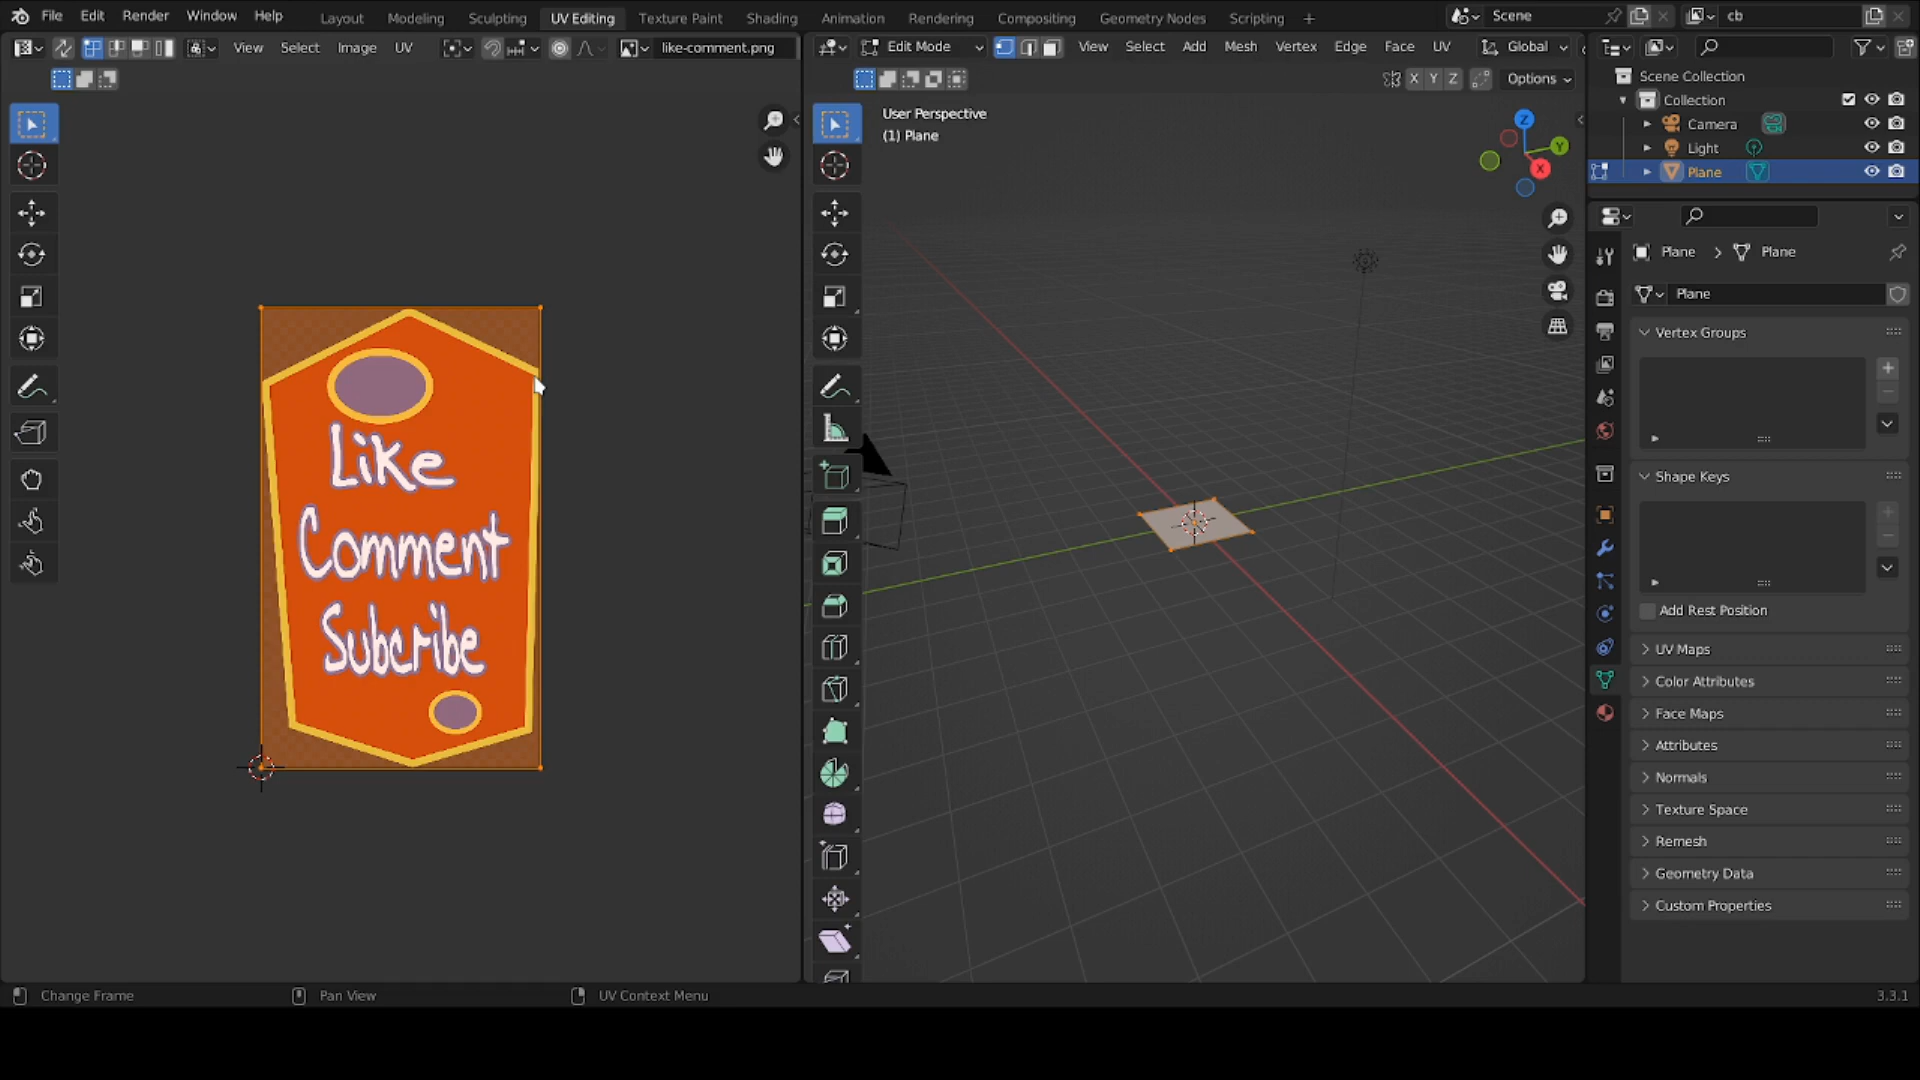 File Edit Render Window Help Layout Modeling Sculpting UV Editing Texture Paint Shading Animation Rendering Compositing Geometry Nodes Scripting + Scene cb
View Select Image UV like-comment.png
Edit Mode View Select Add Mesh Vertex Edge Face UV Global
X Y Z Options
Like
Comment
Subcribe
User Perspective
(1) Plane
Z
Y
X
Scene Collection
Collection
Camera
Light
Plane
Plane > Plane
Plane
Vertex Groups
Shape Keys
Add Rest Position
UV Maps
Color Attributes
Face Maps
Attributes
Normals
Texture Space
Remesh
Geometry Data
Custom Properties
Change Frame Pan View UV Context Menu 3.3.1